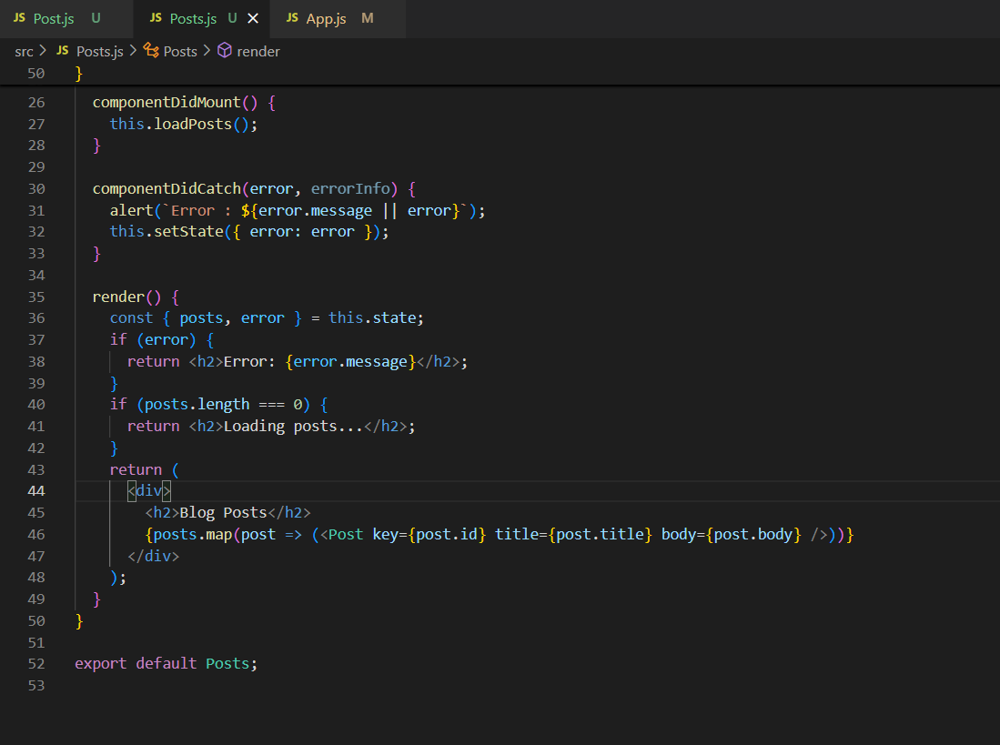 JS Post.js U JS Posts.js U × JS App.js M
src > JS Posts.js > Posts > render
50 }
26 componentDidMount() {
27 this.loadPosts();
28 }
29
30 componentDidCatch(error, errorInfo) {
31 alert(`Error : ${error.message || error}`);
32 this.setState({ error: error });
33 }
34
35 render() {
36 const { posts, error } = this.state;
37 if (error) {
38 return <h2>Error: {error.message}</h2>;
39 }
40 if (posts.length === 0) {
41 return <h2>Loading posts...</h2>;
42 }
43 return (
44 <div>
45 <h2>Blog Posts</h2>
46 {posts.map(post => (<Post key={post.id} title={post.title} body={post.body} />))}
47 </div>
48 );
49 }
50 }
51
52 export default Posts;
53